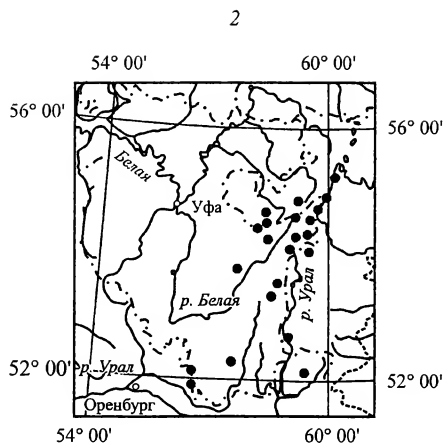 2
54° 00' 60° 00'
56° 00' 56° 00'
Белая
Уфа
р. Белая
р. Урал
52° 00'
р. Урал
52° 00'
Оренбург
54° 00' 60° 00'